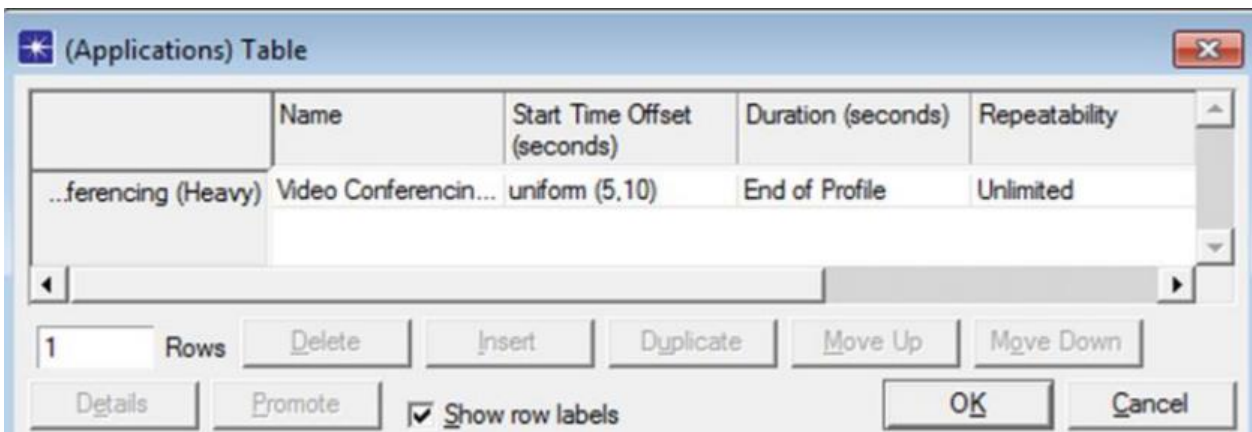 (Applications) Table
Name Start Time Offset (seconds) Duration (seconds) Repeatability
...ferencing (Heavy) Video Conferencin... uniform (5,10) End of Profile Unlimited
1 Rows Delete Insert Duplicate Move Up Move Down
Details Promote Show row labels OK Cancel